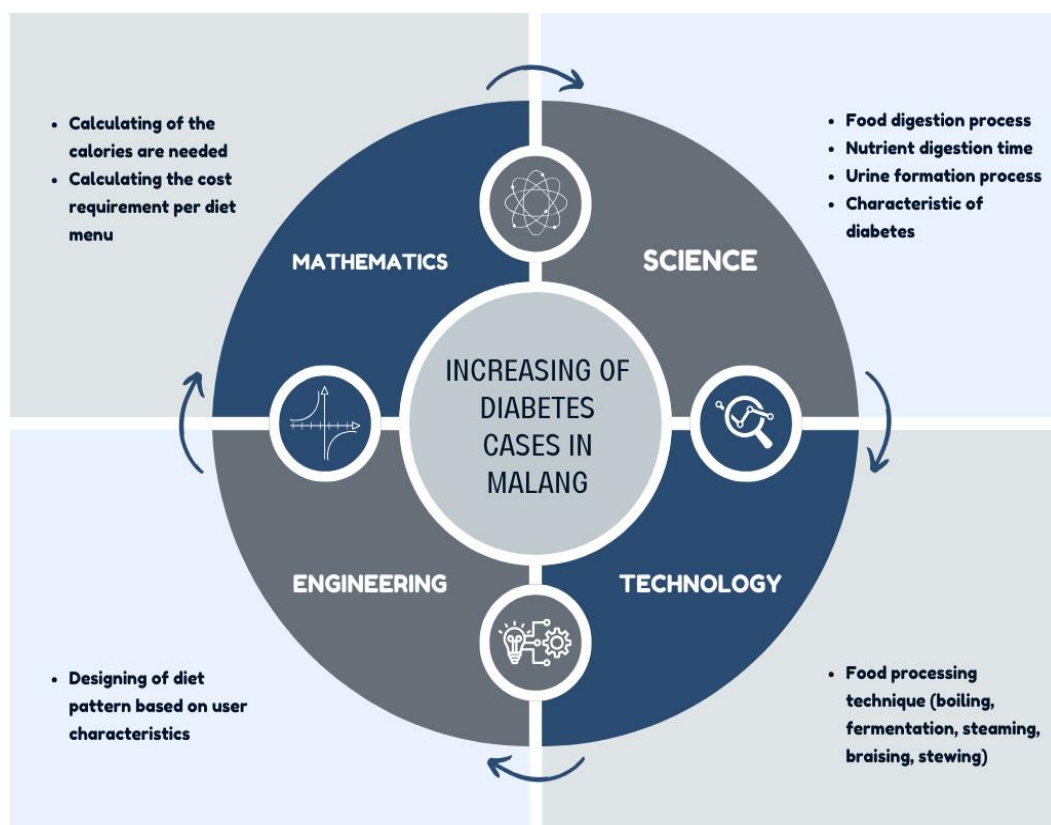 • Calculating of the
calories are needed
• Calculating the cost
requirement per diet
menu
MATHEMATICS
• Food digestion process
• Nutrient digestion time
• Urine formation process
• Characteristic of
diabetes
SCIENCE
INCREASING OF
DIABETES
CASES IN
MALANG
ENGINEERING
• Designing of diet
pattern based on user
characteristics
TECHNOLOGY
• Food processing
technique (boiling,
fermentation, steaming,
braising, stewing)